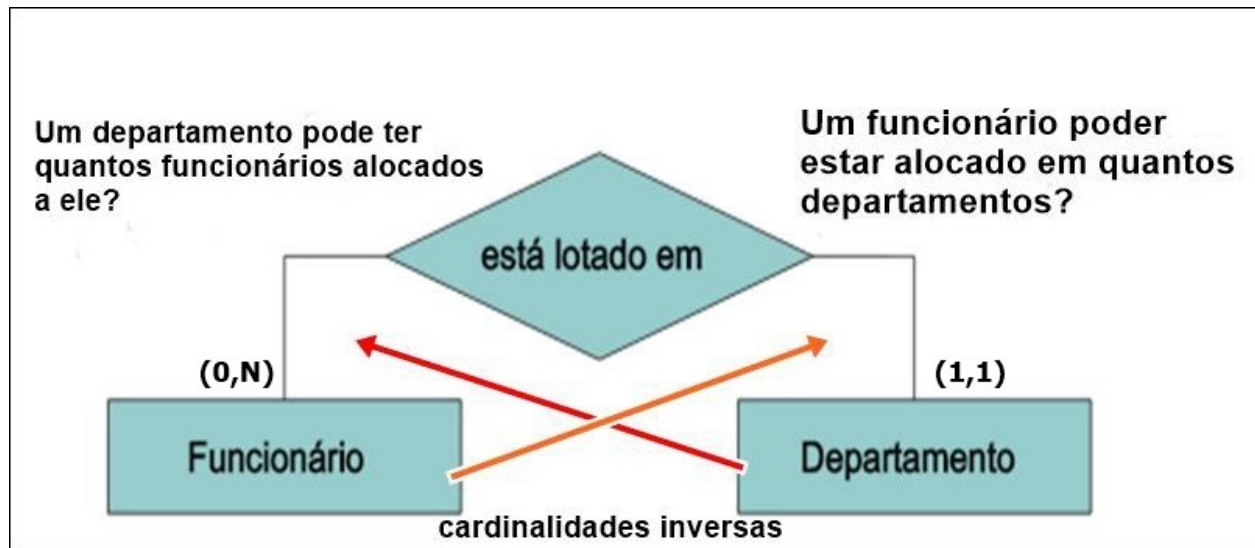 Um departamento pode ter
quantos funcionários alocados
a ele?
Um funcionário poder
estar alocado em quantos
departamentos?
está lotado em
(0,N)
(1,1)
Funcionário
Departamento
cardinalidades inversas